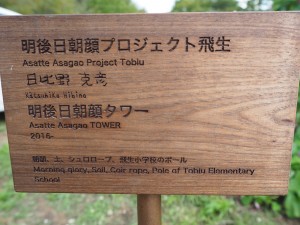 明後日朝顔プロジェクト飛生
Asatte Asagao Project Tobiu
日比野 克彦
Katsuhiko Hibino
明後日朝顔タワー
Asatte Asagao TOWER
2016-
朝顔、土、シュロロープ、飛生小学校のポール
Morning glory, Soil, Coir rope, Pole of Tobiu Elementary
School